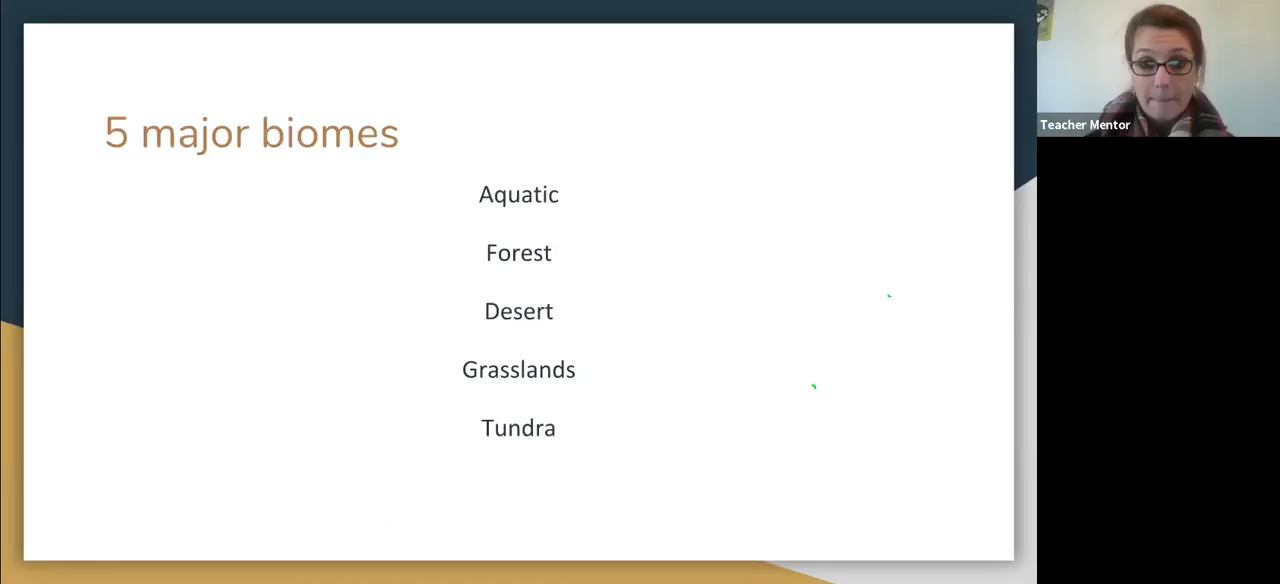 5 major biomes
Aquatic
Forest
Desert
Grasslands
Tundra
Teacher Mentor